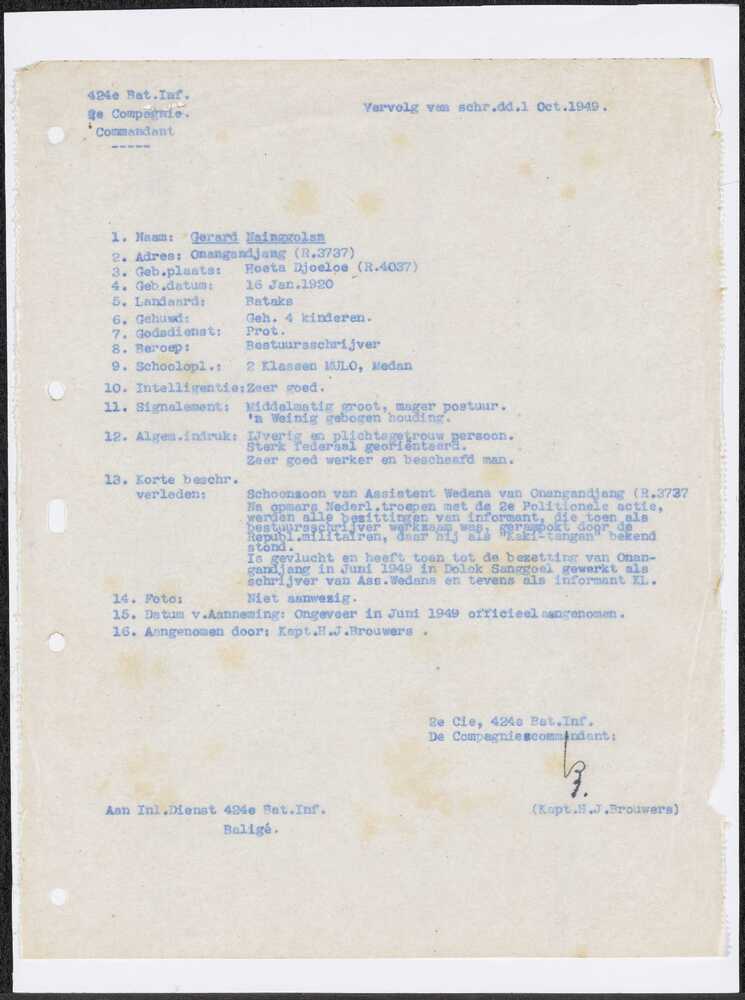 424e Bat.Inf.
2e Compagnie.
Commandant
-----
Vervolg van schr.dd.1 Oct.1949.
1. Naam: Gerard Nainggolan
2. Adres: Onangandjang (R.3737)
3. Geb.plaats: Hoeta Djoeloe (R.4037)
4. Geb.datum: 16 Jan.1920
5. Landaard: Bataks
6. Gehuwd: Geh. 4 kinderen.
7. Godsdienst: Prot.
8. Beroep: Bestuursschrijver
9. Schoolopl.: 2 Klassen MULO, Medan
10. Intelligentie:Zeer goed.
11. Signalement: Middelmatig groot, mager postuur.
'n Weinig gebogen houding.
12. Algem.indruk: IJverig en plichtsgetrouw persoon.
Sterk federaal georienteerd.
Zeer goed werker en beschaafd man.
13. Korte beschr.
verleden: Schoonzoon van Assistent Wedana van Onangandjang (R.3737
Na opmars Nederl.troepen met de 2e Politionele actie,
werden alle bezittingen van informant, die toen als
bestuursschrijver werkzaam was, gerampokt door de
Republ.militairen, daar hij als "Kaki-tangan" bekend
stond.
Is gevlucht en heeft toen tot de bezetting van Onan-
gandjang in Juni 1949 in Dolok Sanggoel gewerkt als
schrijver van Ass.Wedana en tevens als informant KL.
14. Foto: Niet aanwezig.
15. Datum v.Aanneming: Ongeveer in Juni 1949 officieel aangenomen.
16. Aangenomen door: Kapt.H.J.Brouwers .
2e Cie, 424e Bat.Inf.
De Compagniescommandant:
(Kapt.H.J.Brouwers)
Aan Inl.Dienst 424e Bat.Inf.
Baligé.